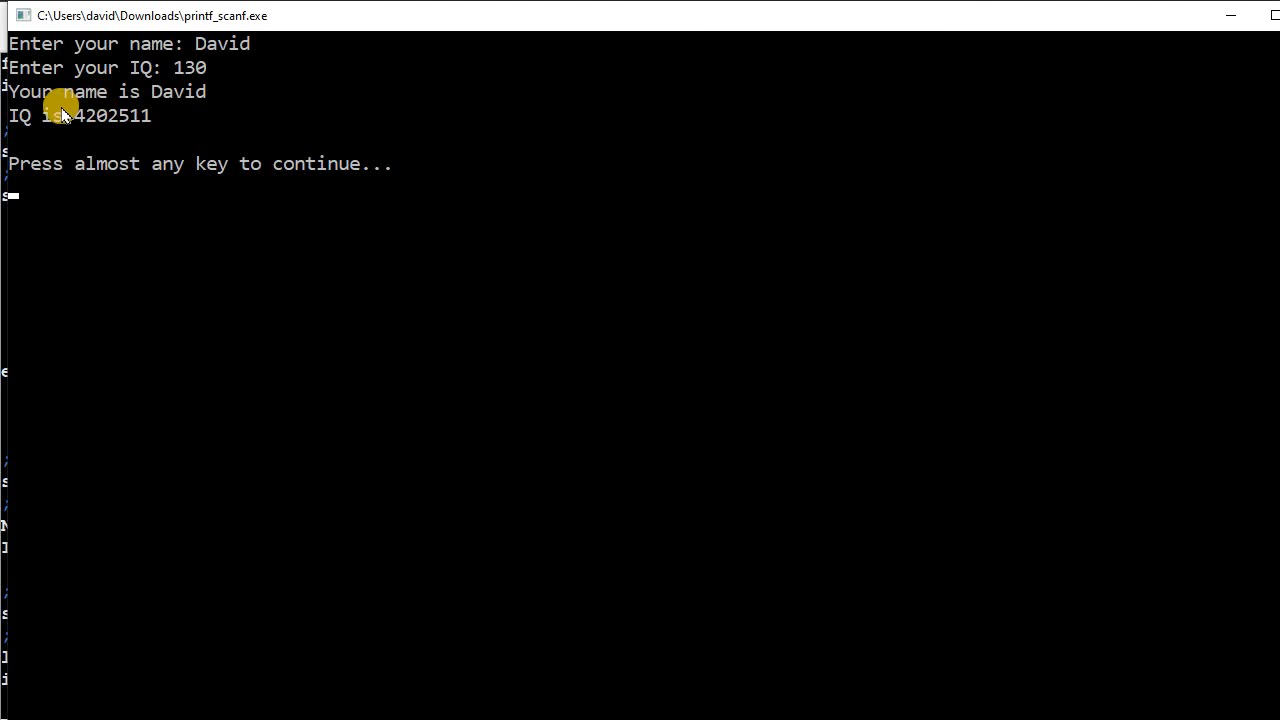 C:\Users\david\Downloads\printf_scanf.exe
Enter your name: David
Enter your IQ: 130
Your name is David
IQ is 4202511
Press almost any key to continue...